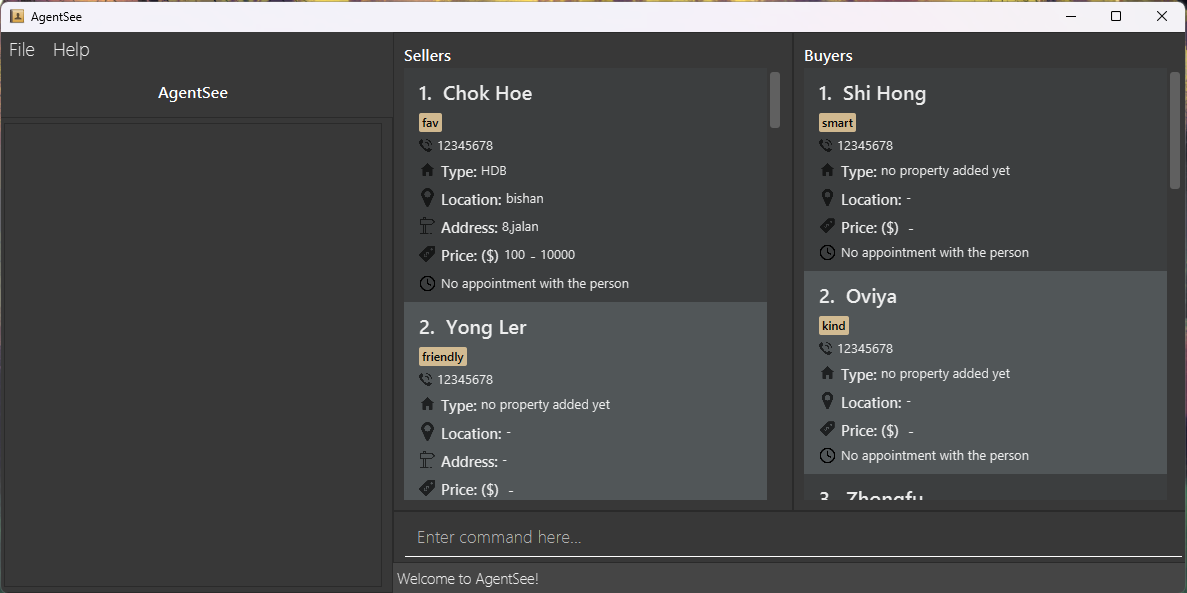 AgentSee
File Help
AgentSee
Sellers
1. Chok Hoe
fav
12345678
Type: HDB
Location: bishan
Address: 8,jalan
Price: ($) 100 - 10000
No appointment with the person
2. Yong Ler
friendly
12345678
Type: no property added yet
Location: -
Address: -
Price: ($) -
Buyers
1. Shi Hong
smart
12345678
Type: no property added yet
Location: -
Price: ($) -
No appointment with the person
2. Oviya
kind
12345678
Type: no property added yet
Location: -
Price: ($) -
No appointment with the person
3. Zhongfu
Enter command here...
Welcome to AgentSee!